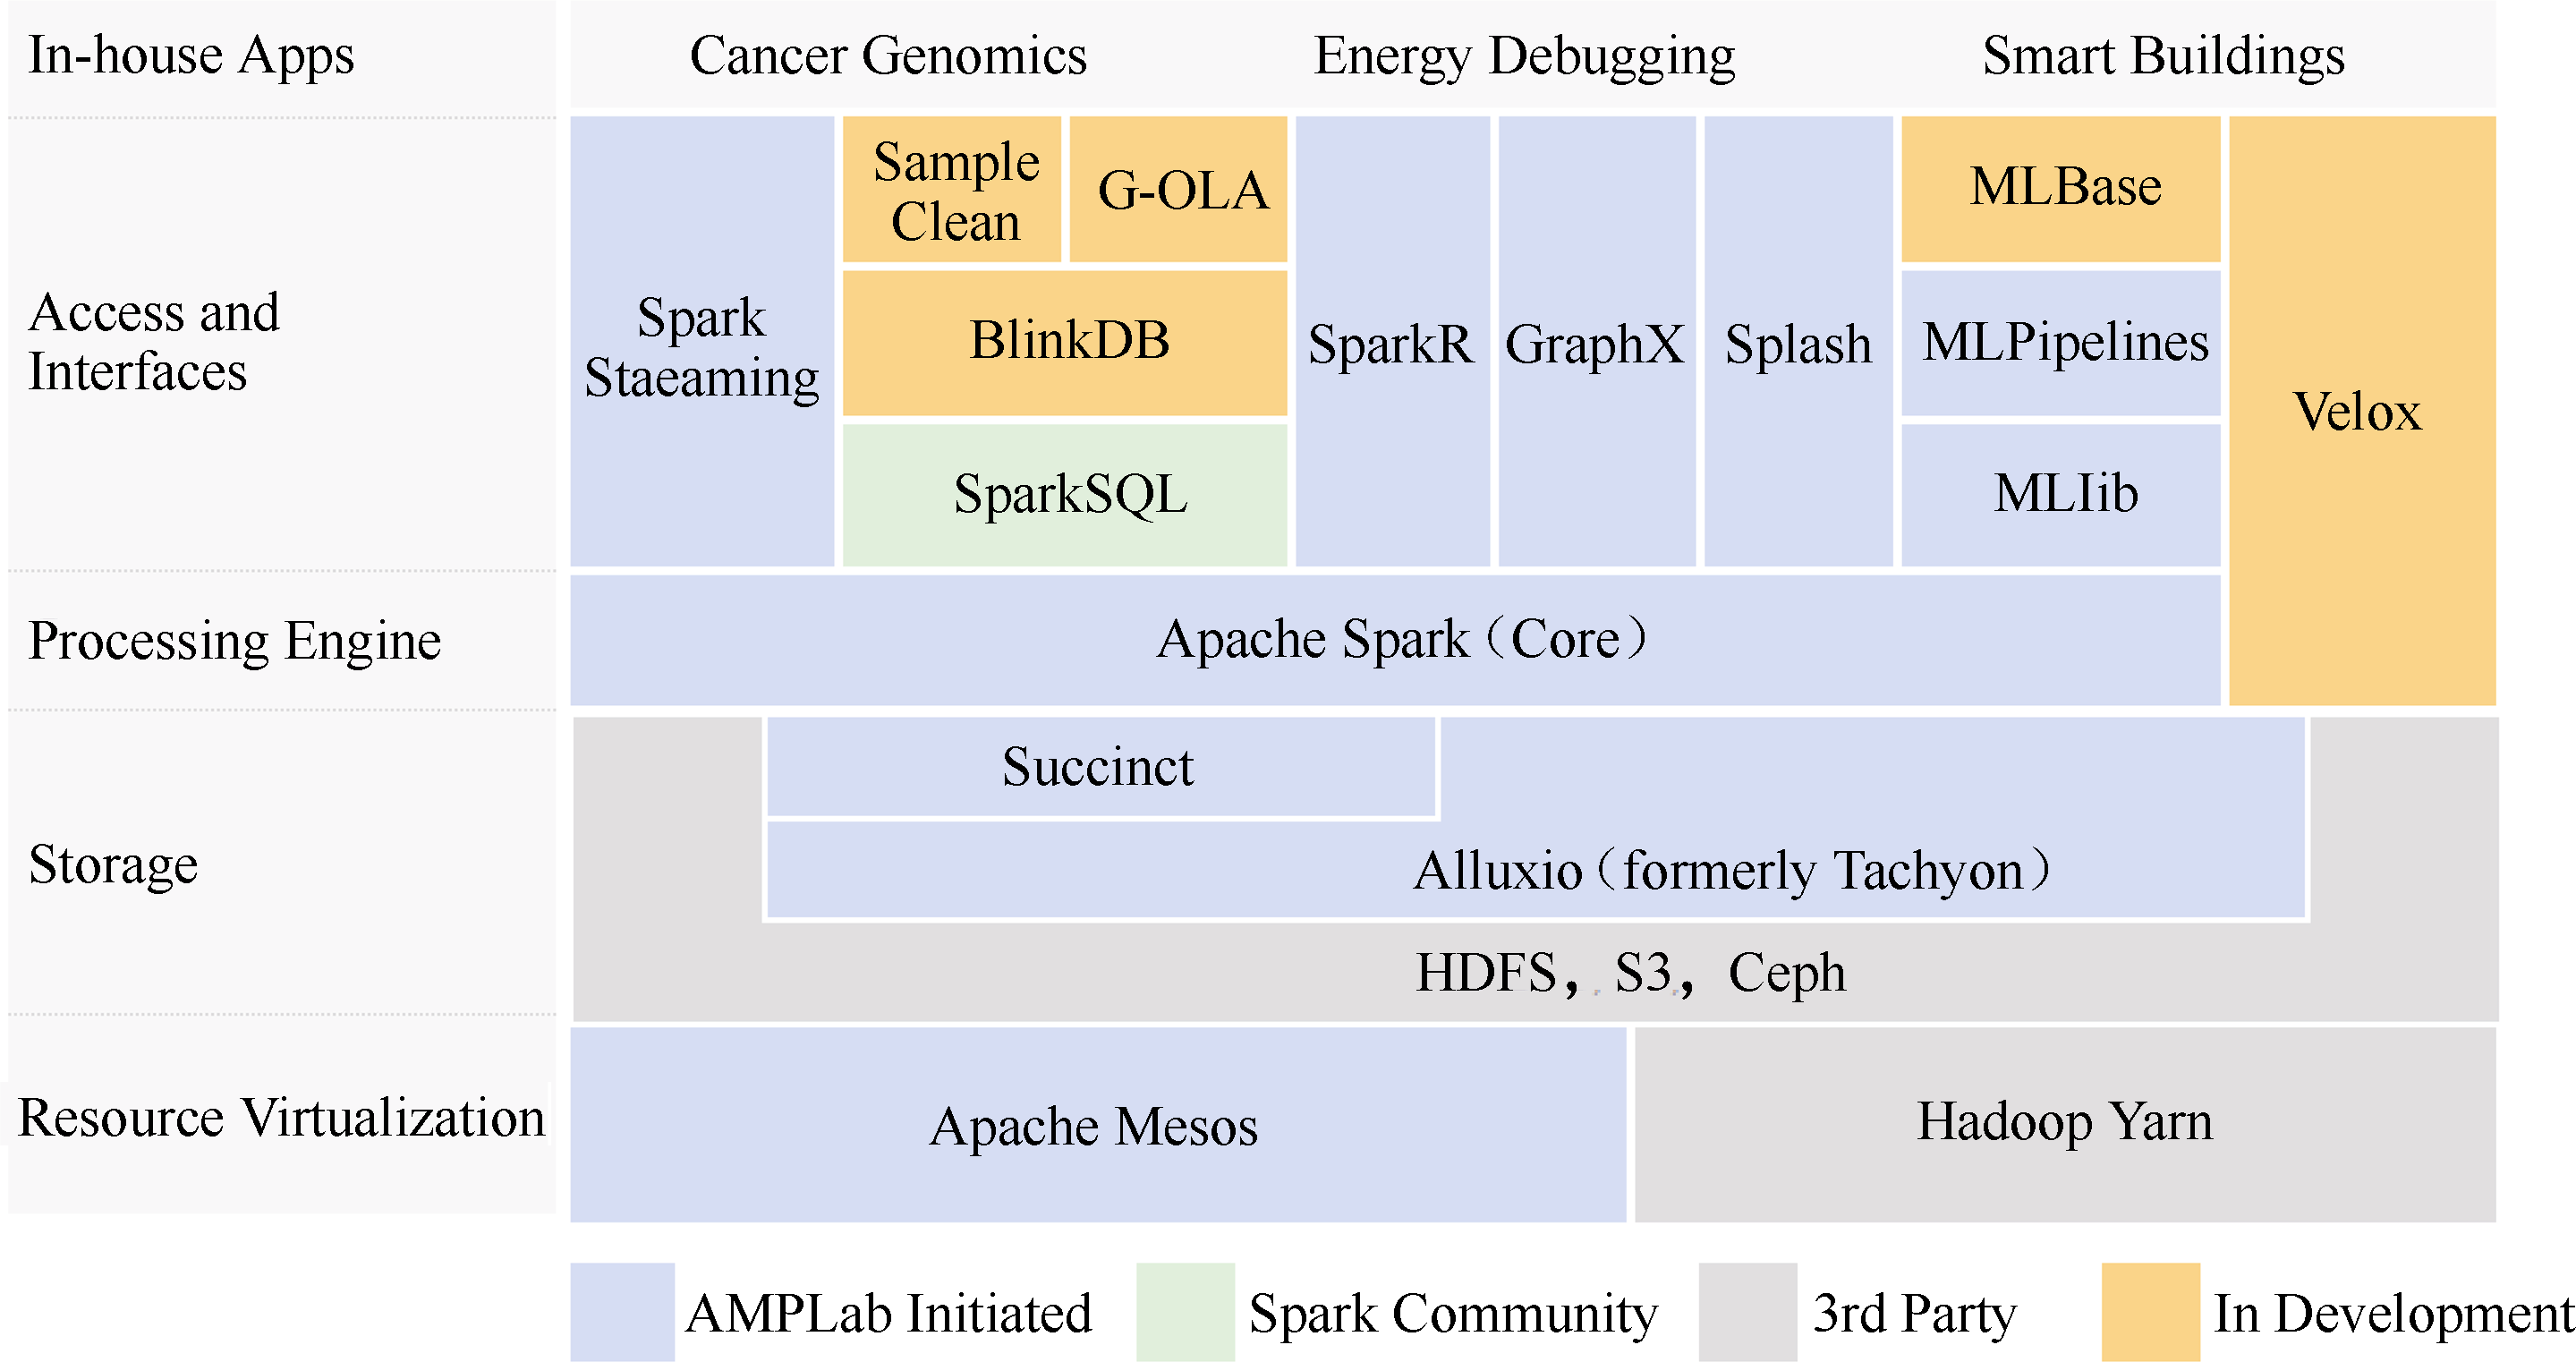 In-house Apps
Cancer Genomics
Energy Debugging
Smart Buildings
Access and
Interfaces
Spark
Staeaming
Sample
Clean
G-OLA
BlinkDB
SparkSQL
SparkR
GraphX
Splash
MLBase
MLPipelines
MLIib
Velox
Processing Engine
Apache Spark（Core）
Storage
Succinct
Alluxio（formerly Tachyon）
HDFS，S3，Ceph
Resource Virtualization
Apache Mesos
Hadoop Yarn
AMPLab Initiated
Spark Community
3rd Party
In Development